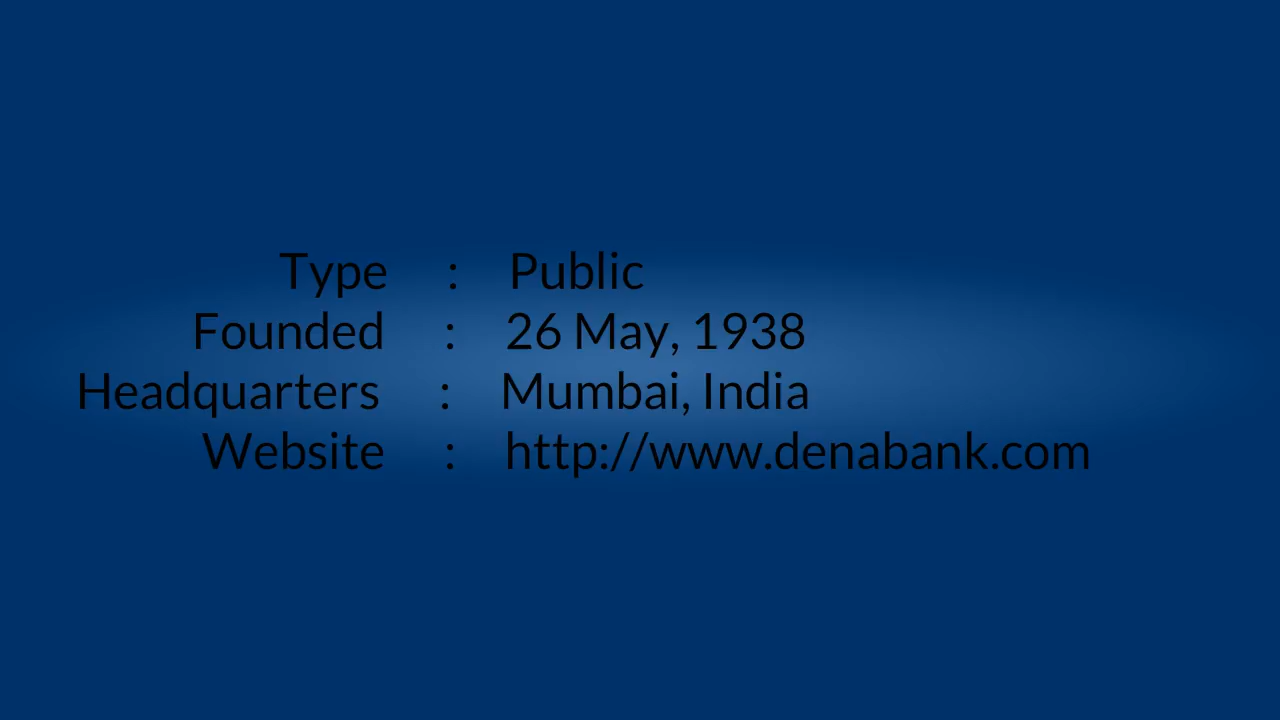 Type : Public
Founded : 26 May, 1938
Headquarters : Mumbai, India
Website : http://www.denabank.com